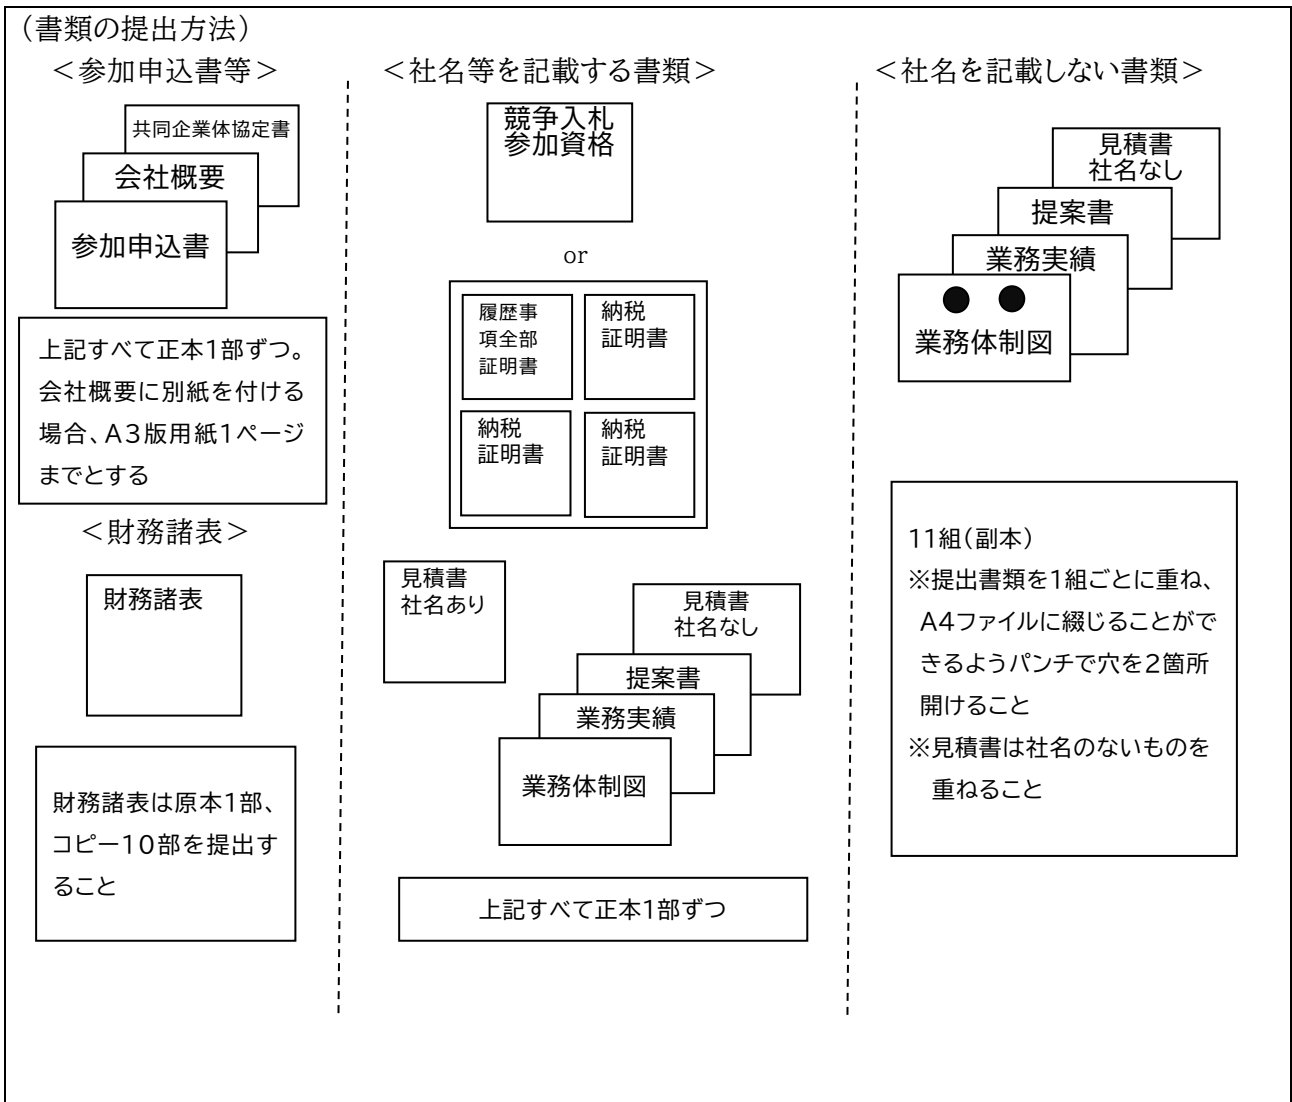 （書類の提出方法）
＜参加申込書等＞
共同企業体協定書
会社概要
参加申込書
上記すべて正本1部ずつ。
会社概要に別紙を付ける
場合、A3版用紙1ページ
までとする
＜財務諸表＞
財務諸表
財務諸表は原本1部、
コピー10部を提出す
ること
＜社名等を記載する書類＞
競争入札
参加資格
or
履歴事
項全部
証明書
納税
証明書
納税
証明書
納税
証明書
見積書
社名あり
見積書
社名なし
提案書
業務実績
業務体制図
上記すべて正本1部ずつ
＜社名を記載しない書類＞
見積書
社名なし
提案書
業務実績
業務体制図
11組（副本）
※提出書類を1組ごとに重ね、
A4ファイルに綴じることがで
きるようパンチで穴を2箇所
開けること
※見積書は社名のないものを
重ねること